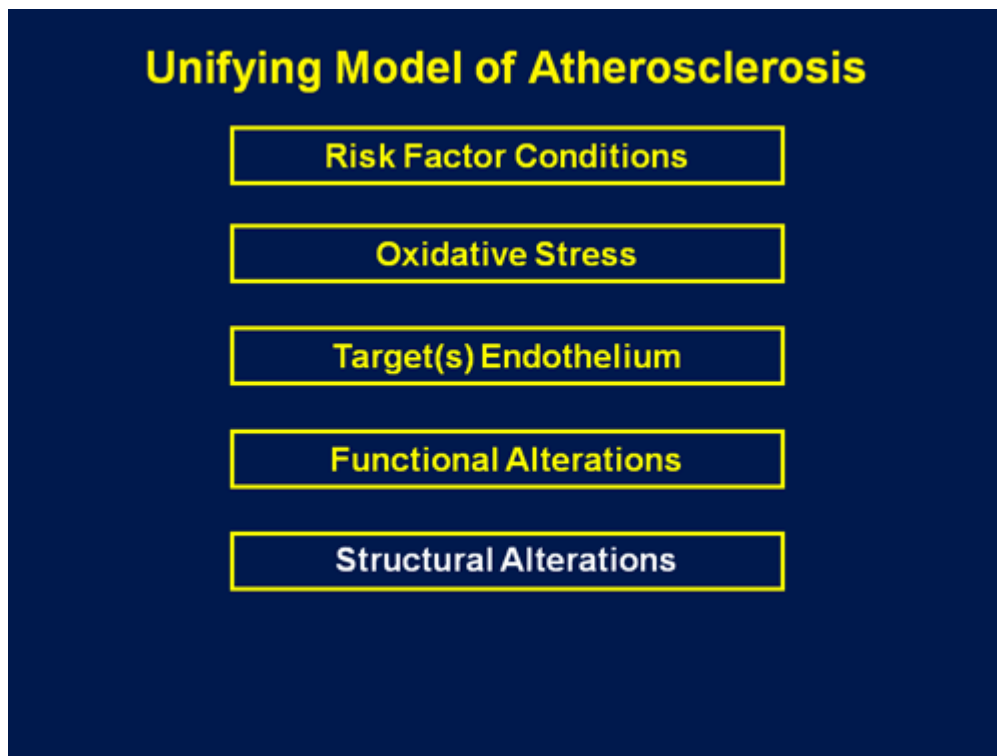 Unifying Model of Atherosclerosis
Risk Factor Conditions
Oxidative Stress
Target(s) Endothelium
Functional Alterations
Structural Alterations